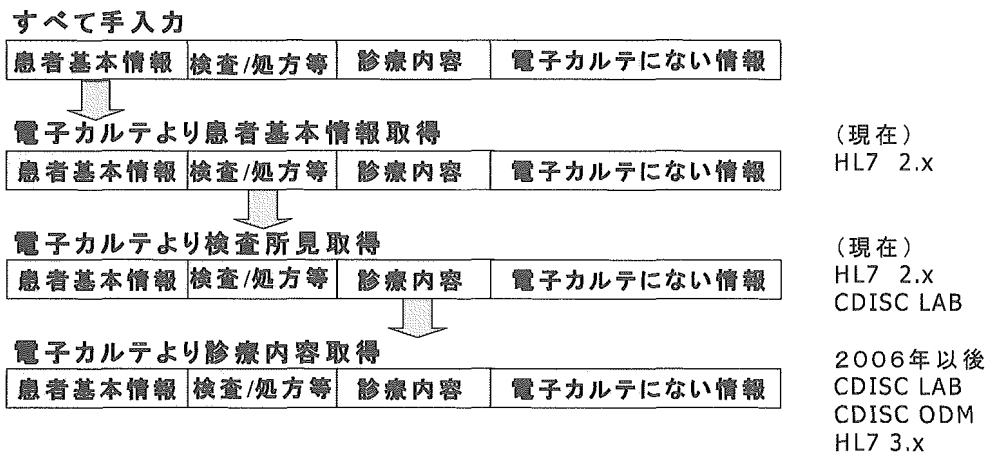 すべて手入力
患者基本情報 検査/処方等 診療内容 電子カルテにない情報
電子カルテより患者基本情報取得
患者基本情報 検査/処方等 診療内容 電子カルテにない情報
(現在)
HL7 2.x
電子カルテより検査所見取得
患者基本情報 検査/処方等 診療内容 電子カルテにない情報
(現在)
HL7 2.x
CDISC LAB
電子カルテより診療内容取得
患者基本情報 検査/処方等 診療内容 電子カルテにない情報
2006年以後
CDISC LAB
CDISC ODM
HL7 3.x